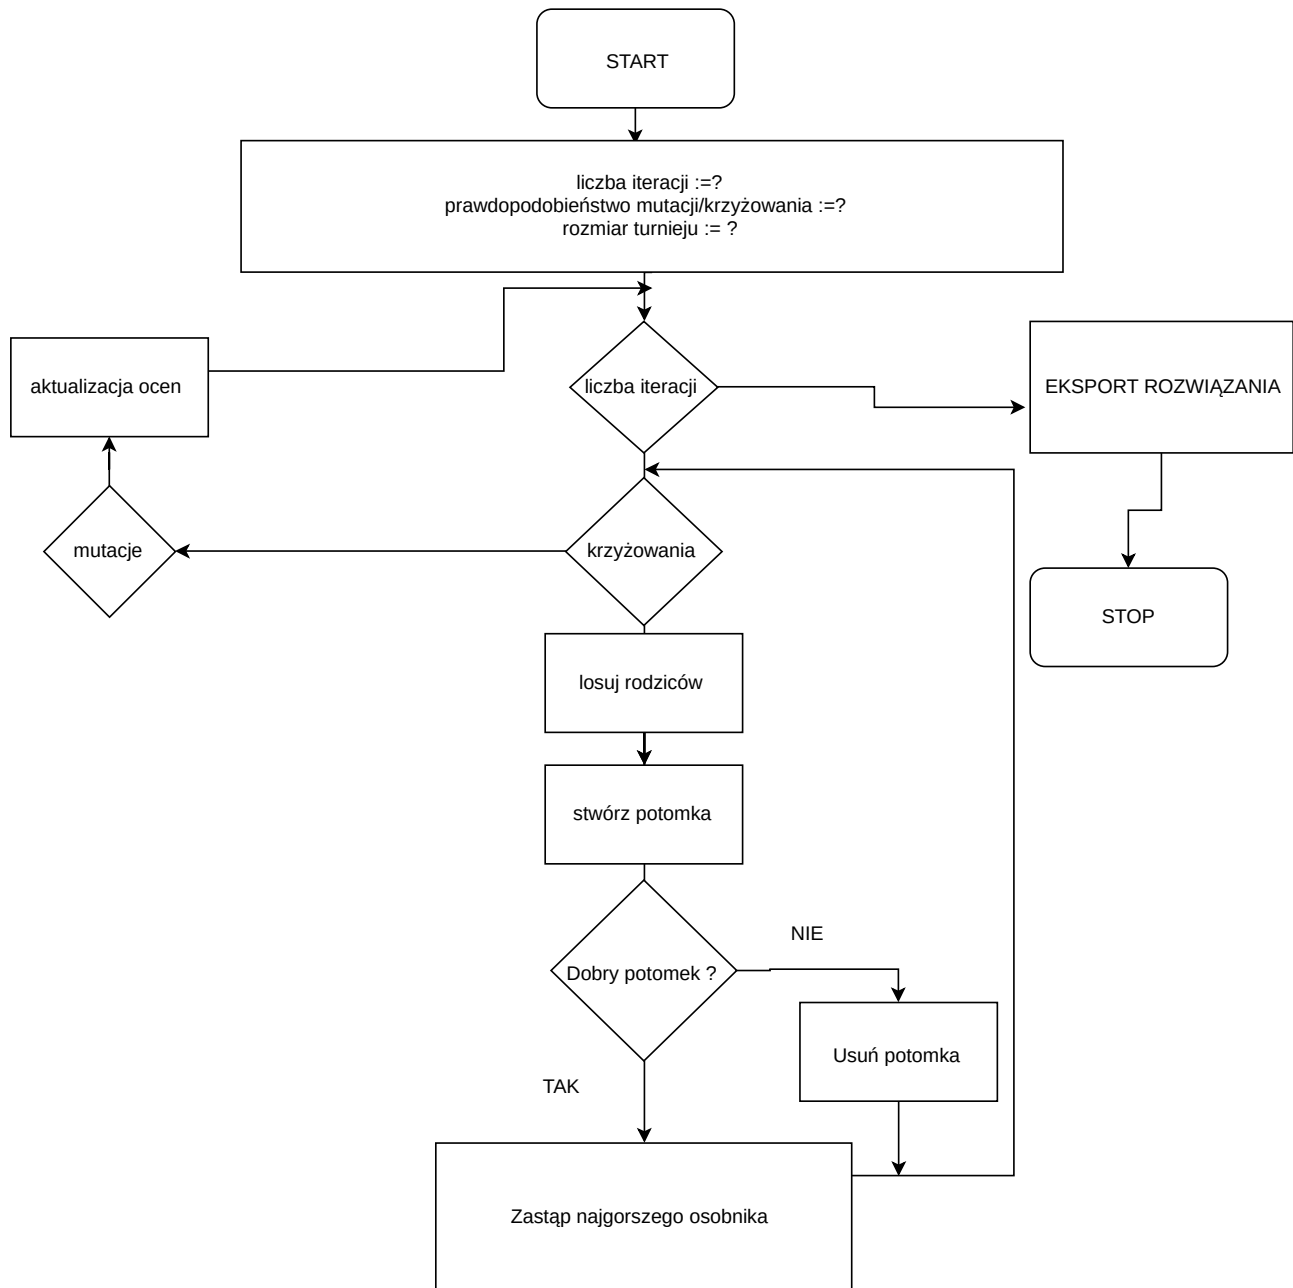 START
liczba iteracji :=?
prawdopodobieństwo mutacji/krzyżowania :=?
rozmiar turnieju := ?
aktualizacja ocen
liczba iteracji
EKSPORT ROZWIĄZANIA
mutacje
krzyżowania
STOP
losuj rodziców
stwórz potomka
NIE
Dobry potomek ?
Usuń potomka
TAK
Zastąp najgorszego osobnika